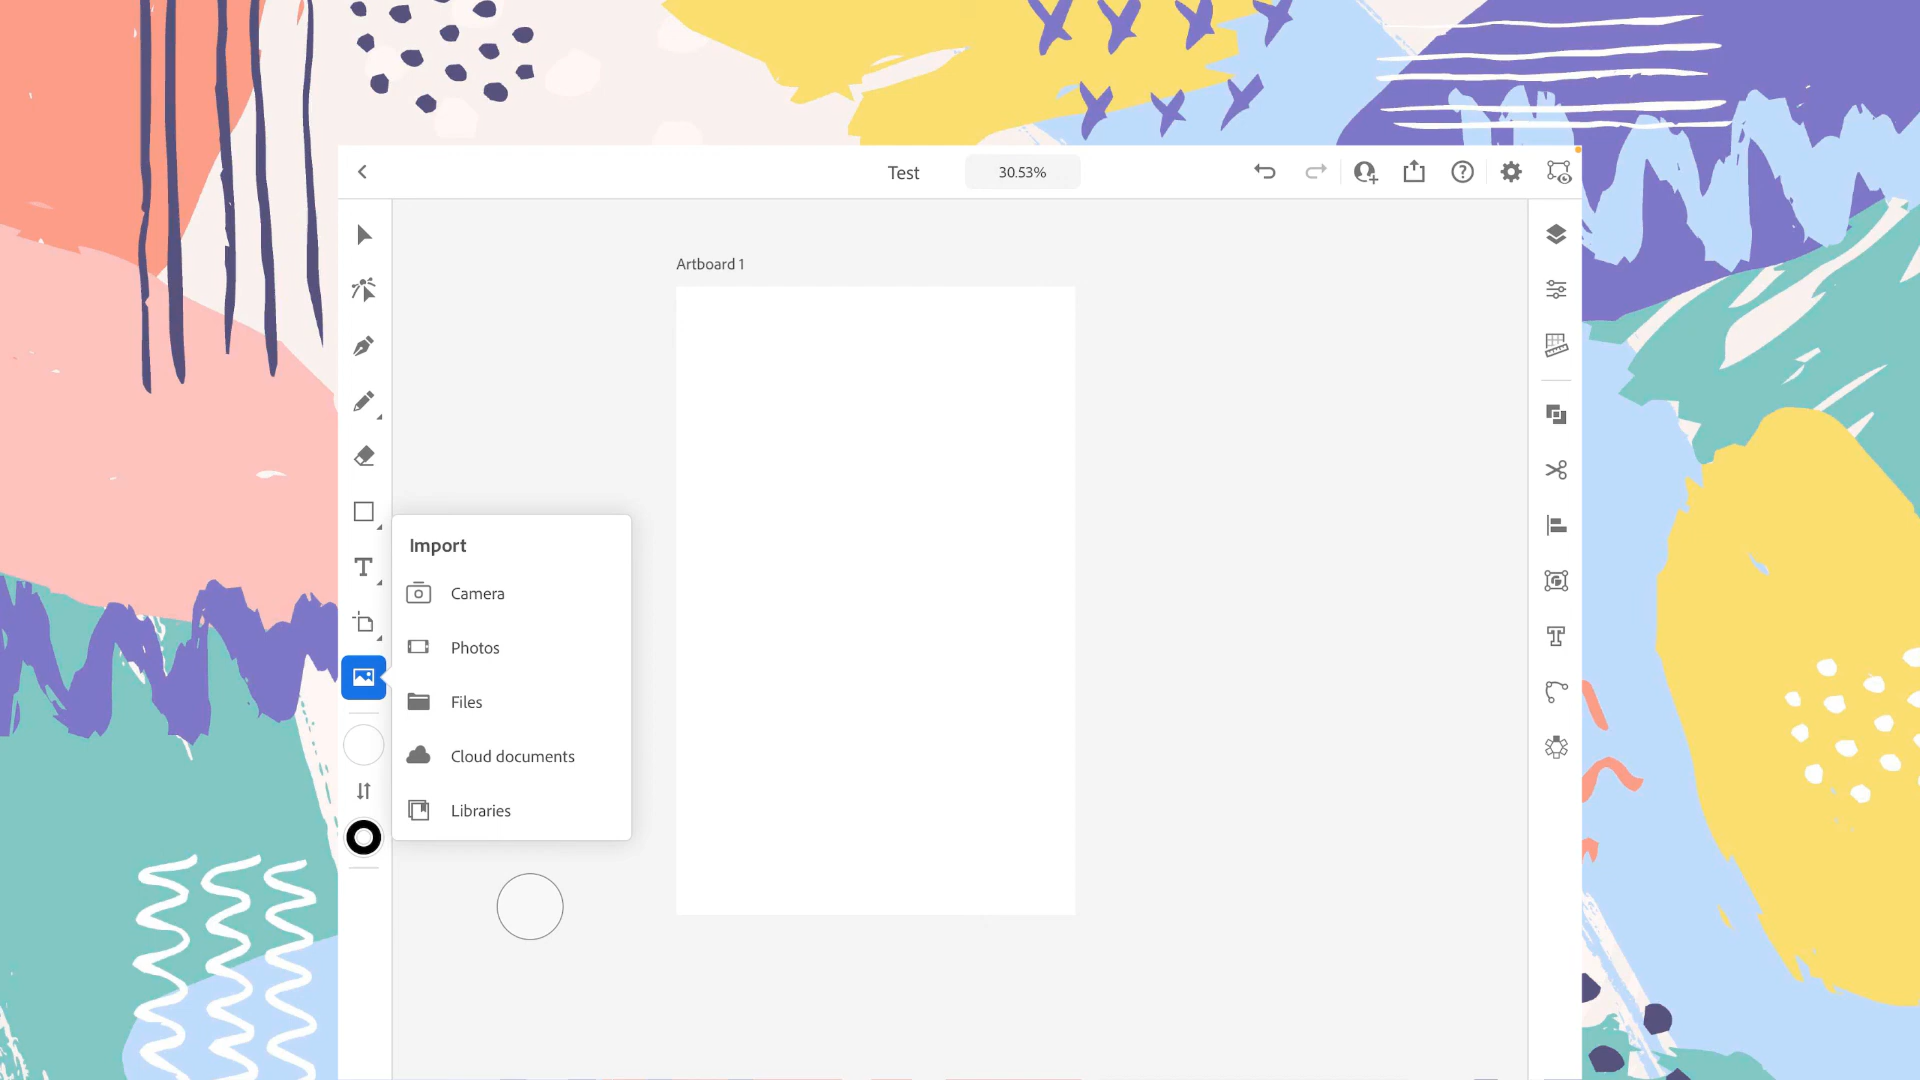 Test
30.53%
Artboard 1
Import
Camera
Photos
Files
Cloud documents
Libraries